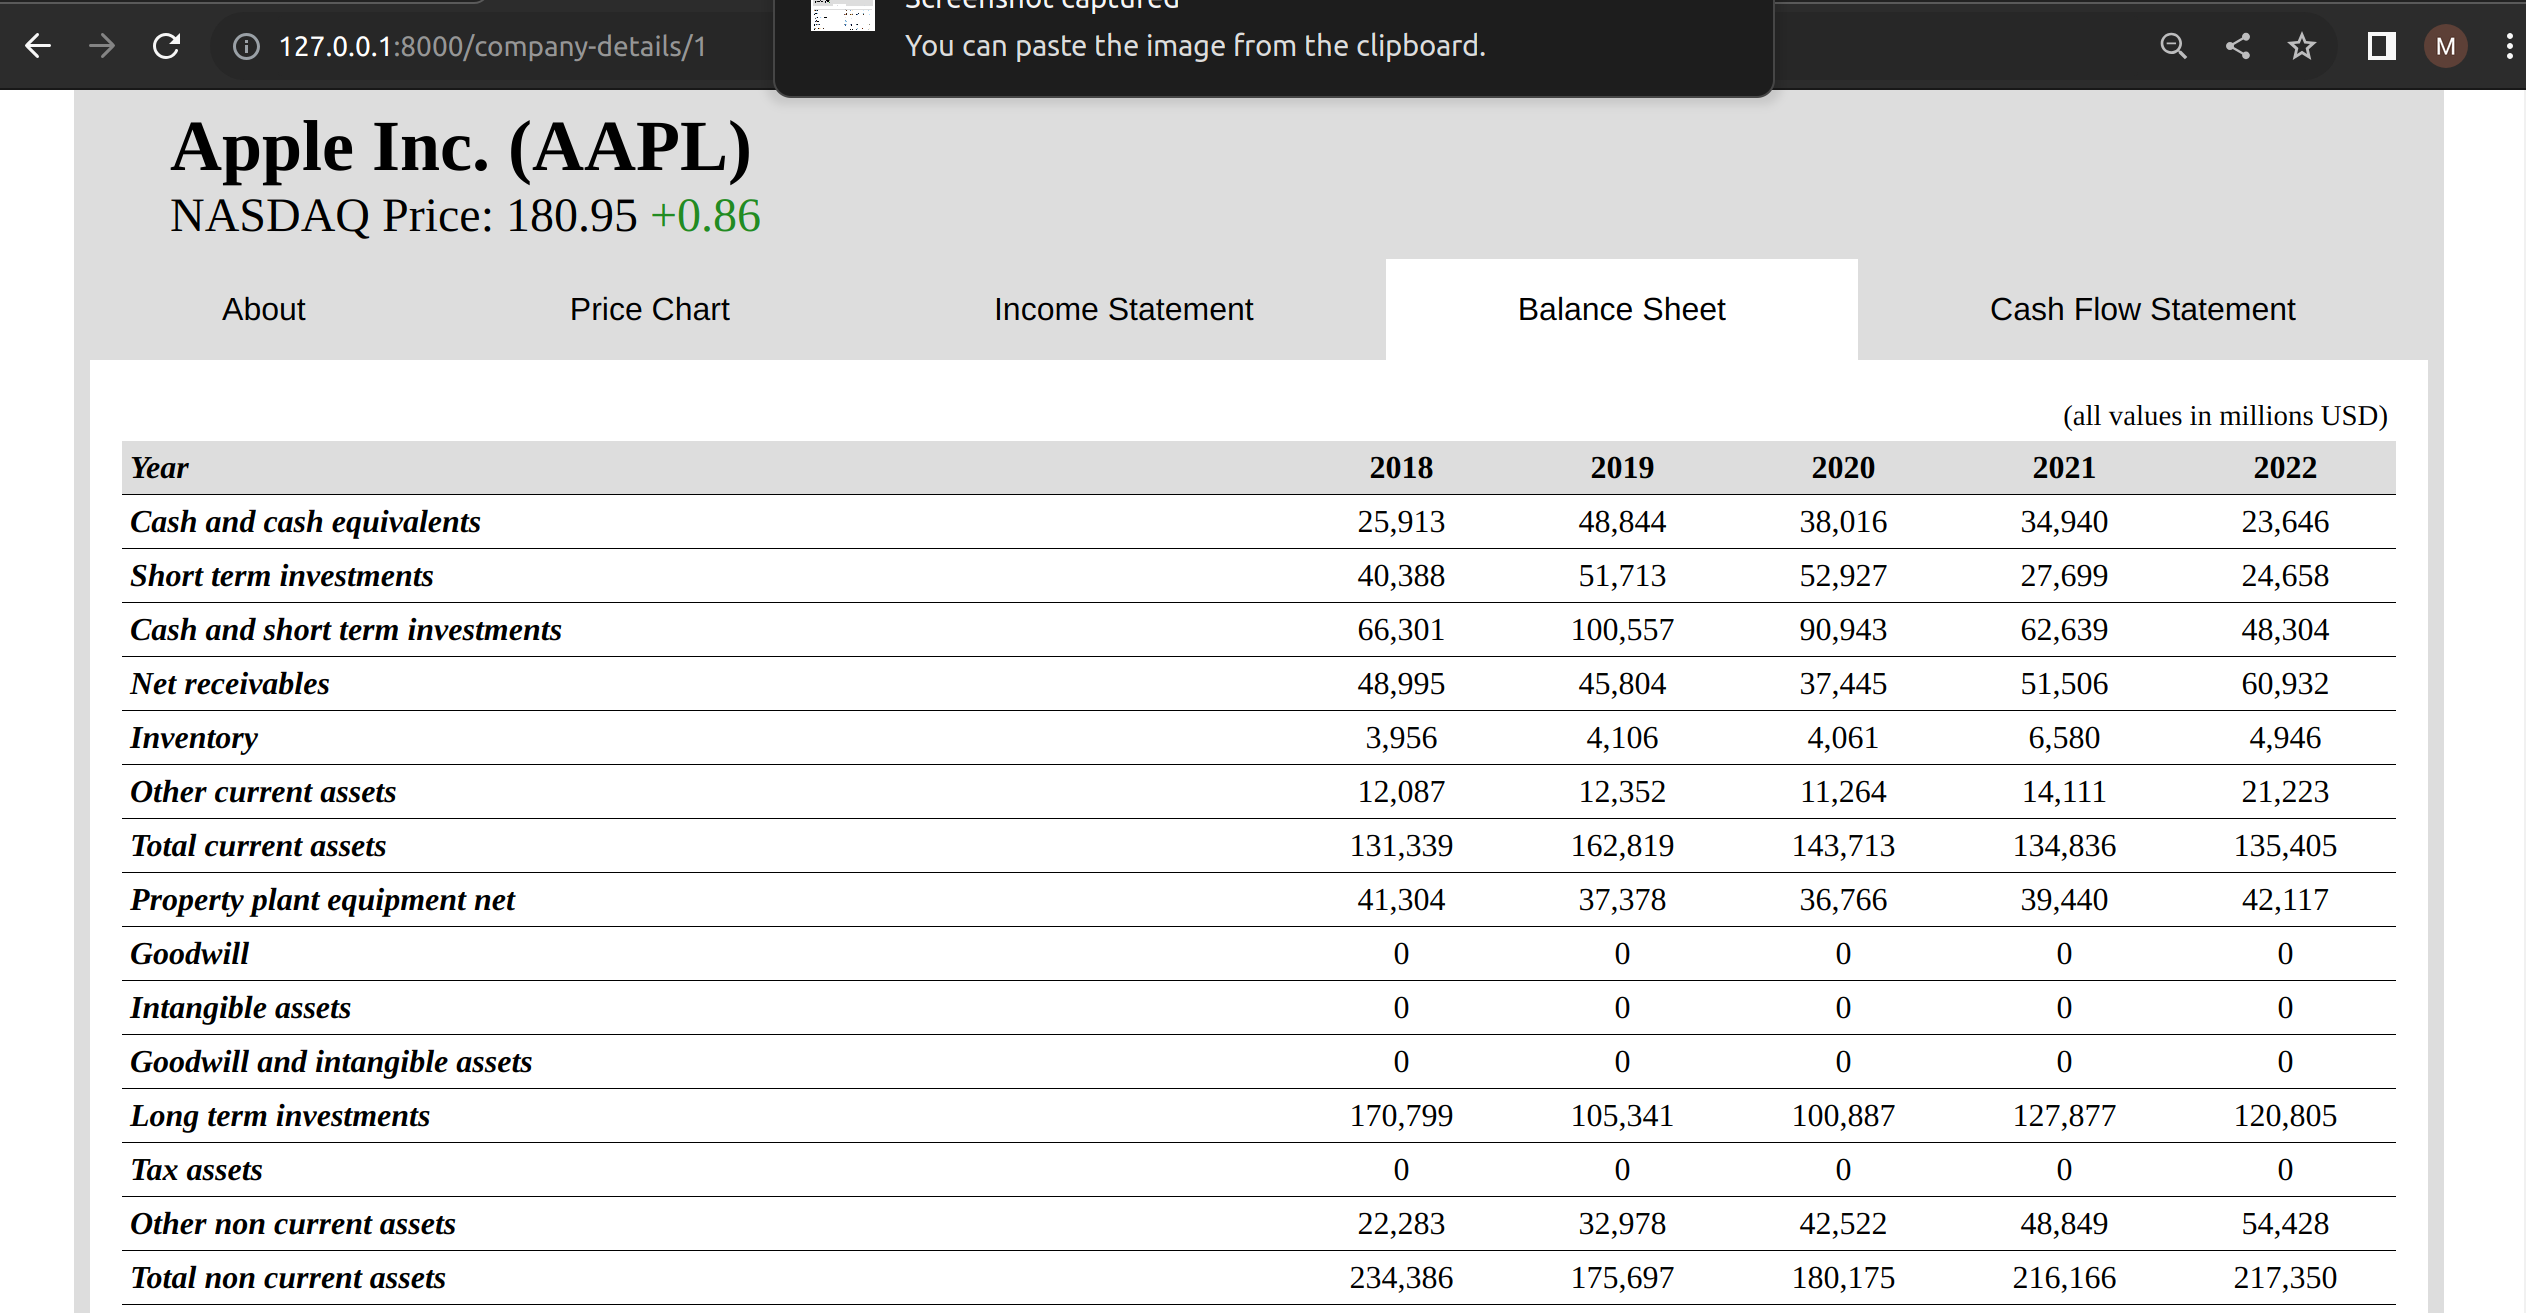 Screenshot captured
You can paste the image from the clipboard.
127.0.0.1:8000/company-details/1
M
Apple Inc. (AAPL)
NASDAQ Price: 180.95 +0.86
About Price Chart Income Statement Balance Sheet Cash Flow Statement
(all values in millions USD)
Year 2018 2019 2020 2021 2022
Cash and cash equivalents 25,913 48,844 38,016 34,940 23,646
Short term investments 40,388 51,713 52,927 27,699 24,658
Cash and short term investments 66,301 100,557 90,943 62,639 48,304
Net receivables 48,995 45,804 37,445 51,506 60,932
Inventory 3,956 4,106 4,061 6,580 4,946
Other current assets 12,087 12,352 11,264 14,111 21,223
Total current assets 131,339 162,819 143,713 134,836 135,405
Property plant equipment net 41,304 37,378 36,766 39,440 42,117
Goodwill 0 0 0 0 0
Intangible assets 0 0 0 0 0
Goodwill and intangible assets 0 0 0 0 0
Long term investments 170,799 105,341 100,887 127,877 120,805
Tax assets 0 0 0 0 0
Other non current assets 22,283 32,978 42,522 48,849 54,428
Total non current assets 234,386 175,697 180,175 216,166 217,350